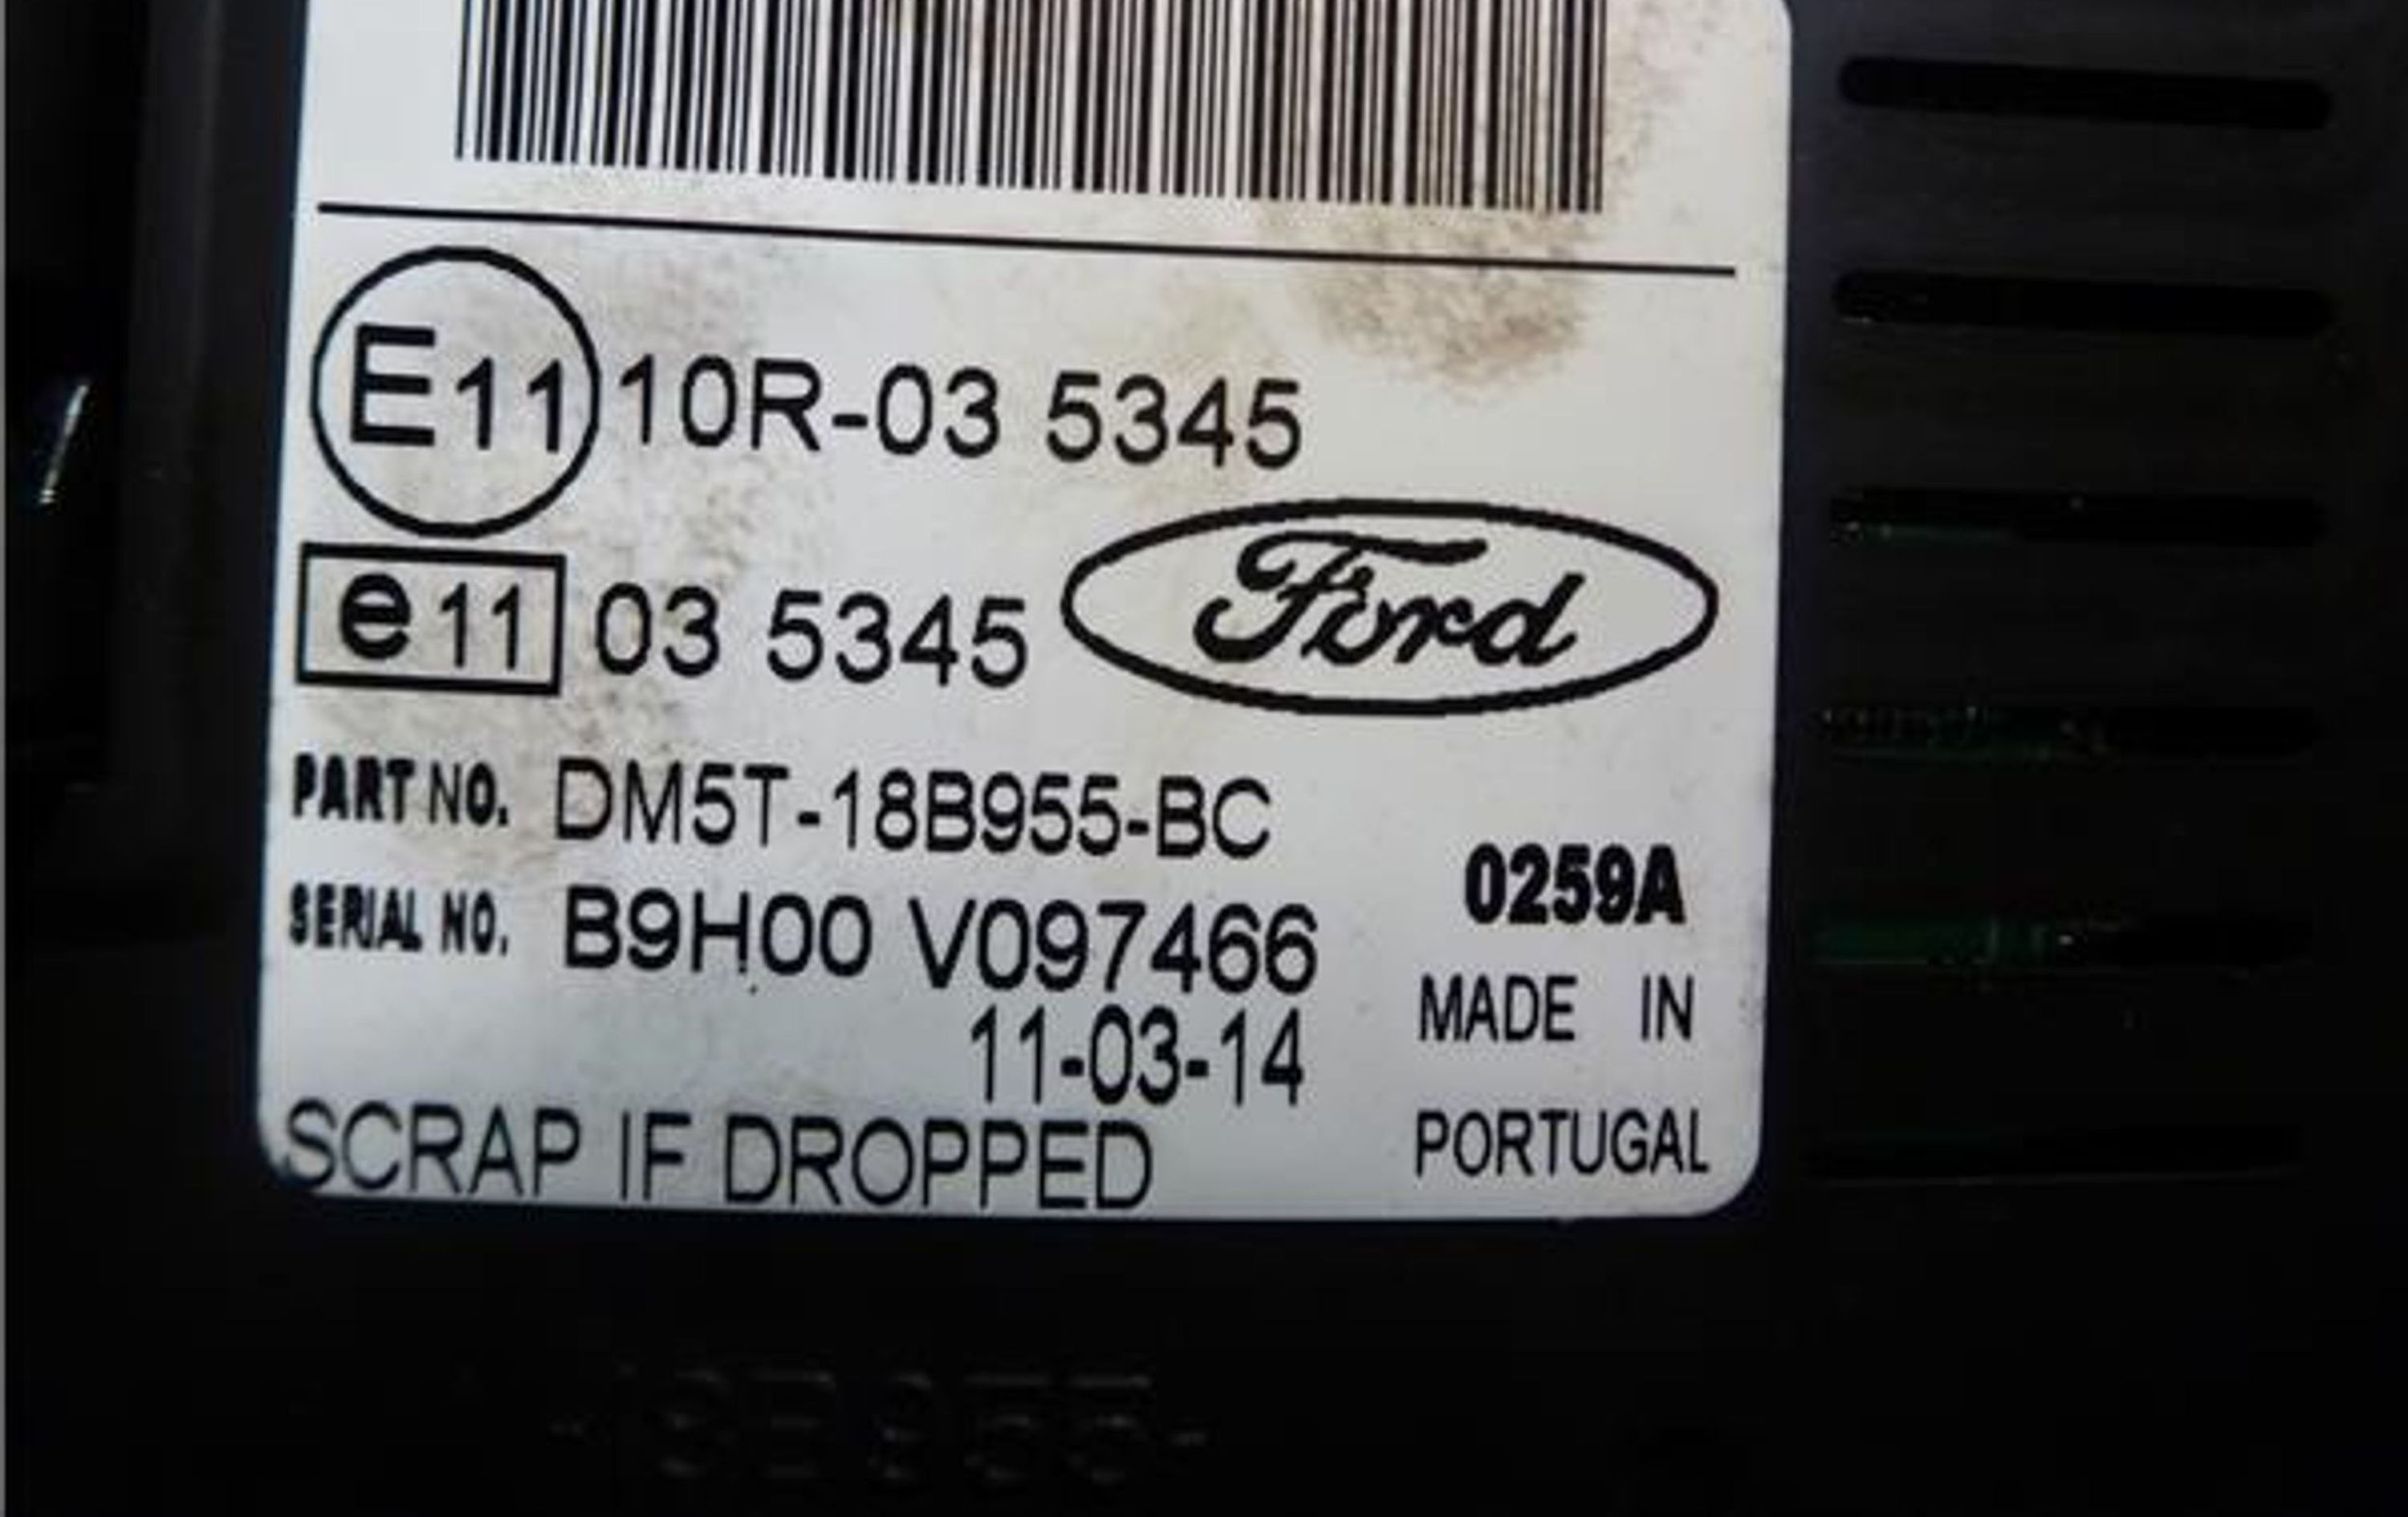 E11 10R-03 5345
e11 03 5345 Ford
PART NO. DM5T-18B955-BC
0259A
SERIAL NO. B9H00 V097466
MADE IN
11-03-14
PORTUGAL
SCRAP IF DROPPED